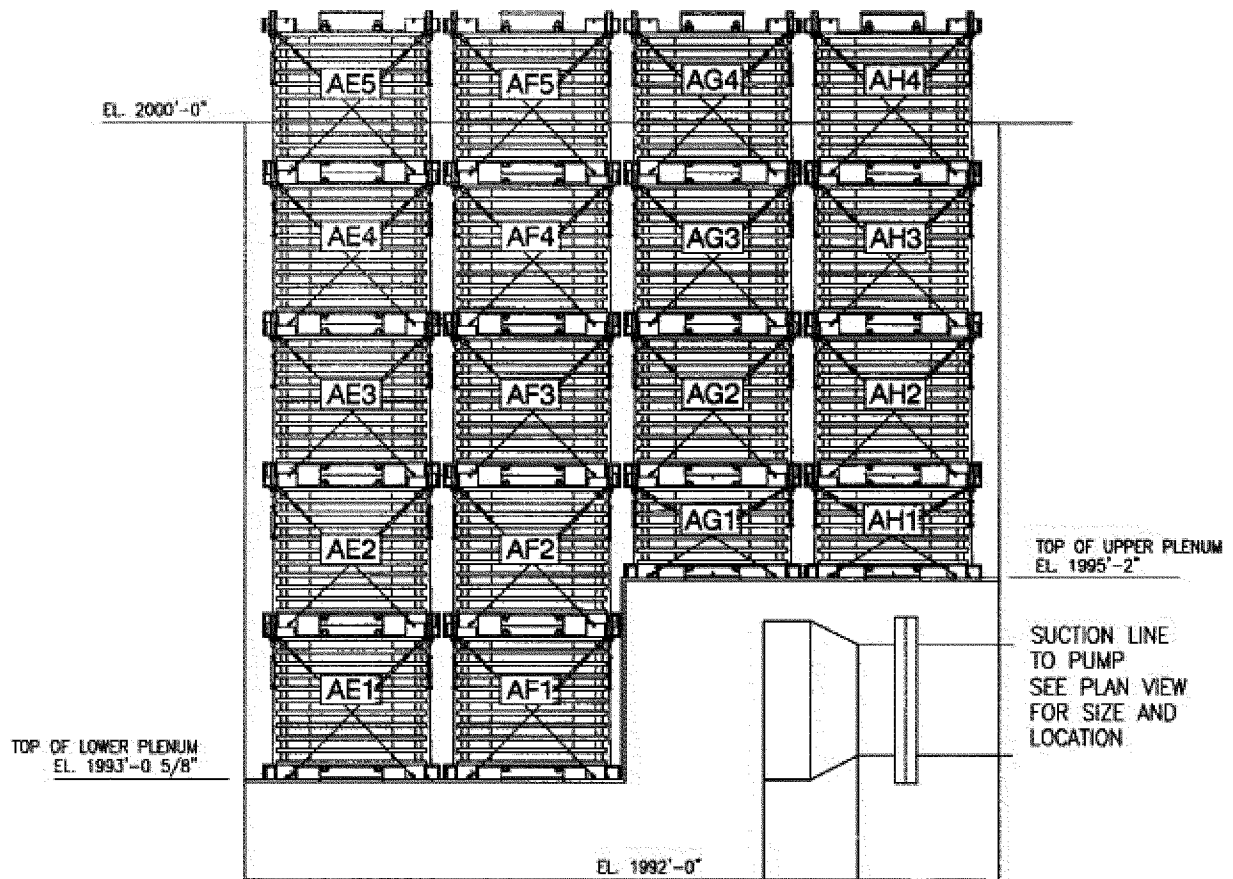 AE5
AF5
AG4
AH4
EL. 2000'-0"
AE4
AF4
AG3
AH3
AE3
AF3
AG2
AH2
AG1
AH1
AE2
AF2
TOP OF UPPER PLENUM
EL. 1995'-2"
SUCTION LINE
TO PUMP
SEE PLAN VIEW
FOR SIZE AND
LOCATION
AE1
AF1
TOP OF LOWER PLENUM
EL. 1993'-0 5/8"
EL. 1992'-0"